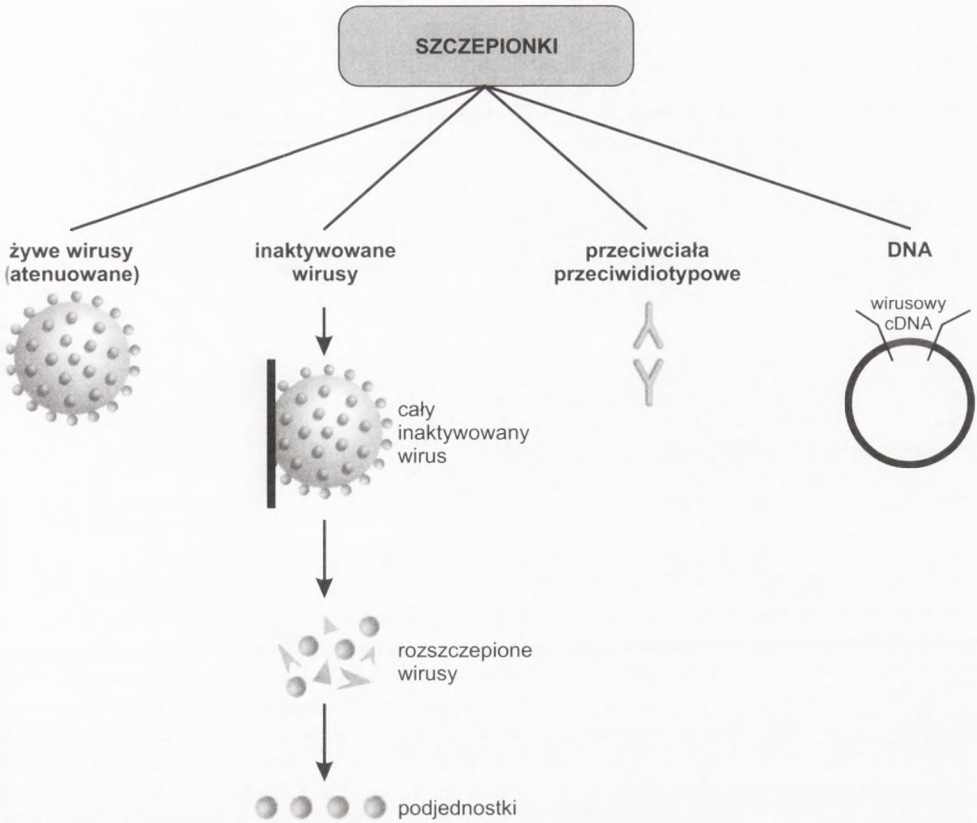 SZCZEPIONKI
żywe wirusy
(atenuowane)
inaktywowane
wirusy
przeciwciała
przeciwidiotypowe
DNA
wirusowy
cDNA
cały
inaktywowany
wirus
rozszczepione
wirusy
podjednostki